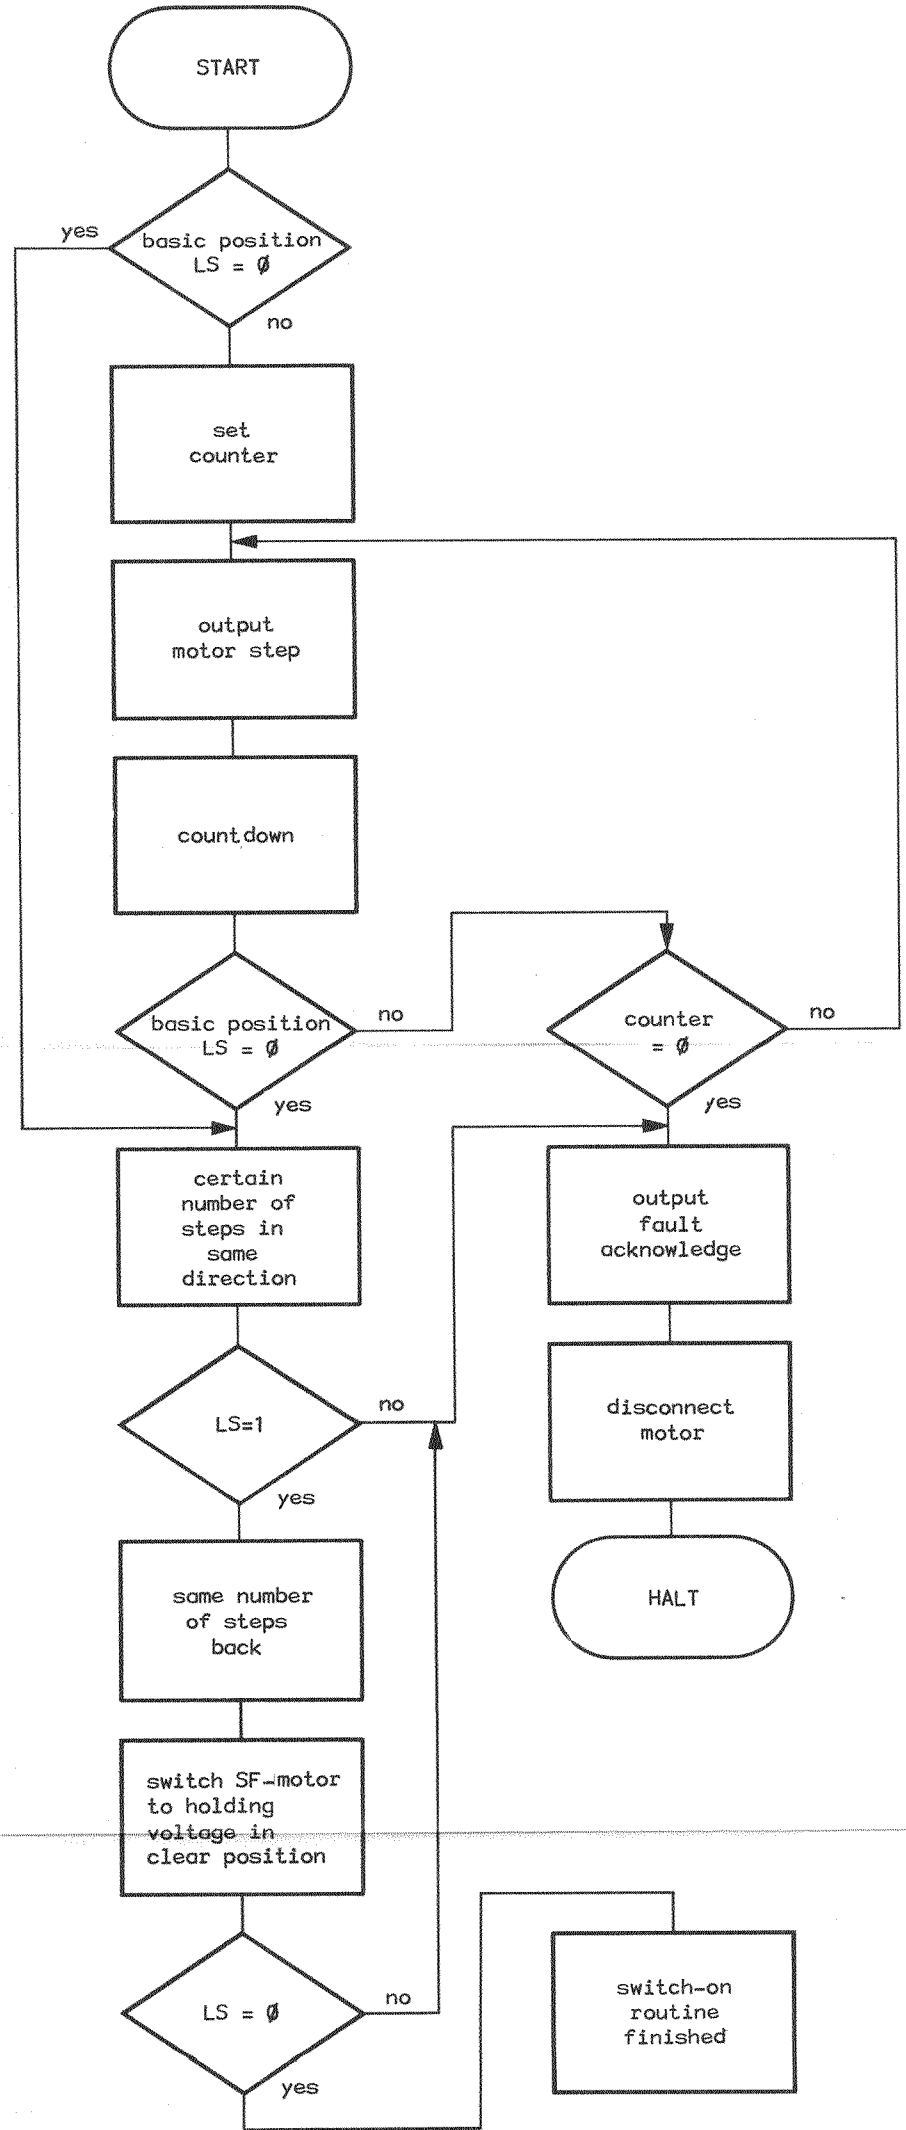 START
yes
basic position
LS = Ø
no
set
counter
output
motor step
countdown
basic position
LS = Ø
no
counter
= Ø
no
yes
yes
certain
number of
steps in
same
direction
output
fault
acknowledge
LS=1
no
yes
disconnect
motor
same number
of steps
back
HALT
switch SF-motor
to holding
voltage in
clear position
LS = Ø
no
yes
switch-on
routine
finished